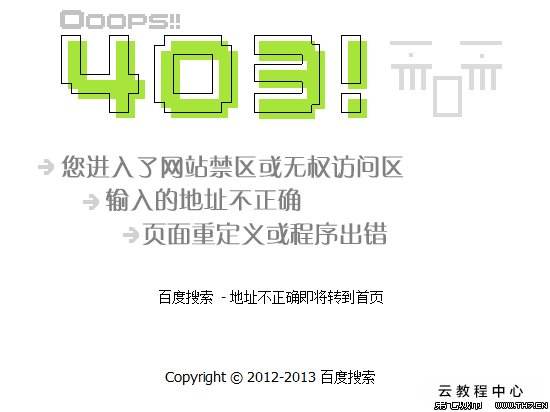 Ooops!!
403!
您进入了网站禁区或无权访问区
输入的地址不正确
页面重定义或程序出错
百度搜索 - 地址不正确即将转到首页
Copyright © 2012-2013 百度搜索
云教程中心
WWW.TH7.CN